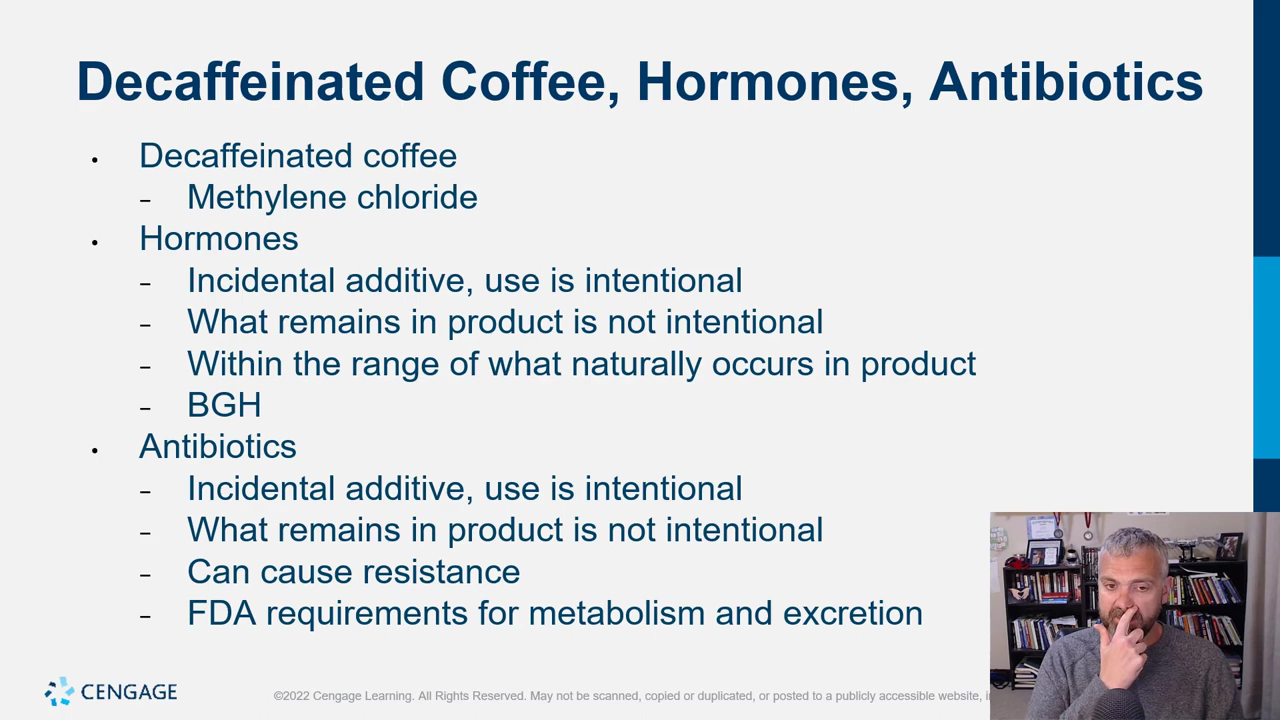 Decaffeinated Coffee, Hormones, Antibiotics
• Decaffeinated coffee
– Methylene chloride
• Hormones
– Incidental additive, use is intentional
– What remains in product is not intentional
– Within the range of what naturally occurs in product
– BGH
• Antibiotics
– Incidental additive, use is intentional
– What remains in product is not intentional
– Can cause resistance
– FDA requirements for metabolism and excretion
CENGAGE
©2022 Cengage Learning. All Rights Reserved. May not be scanned, copied or duplicated, or posted to a publicly accessible website,